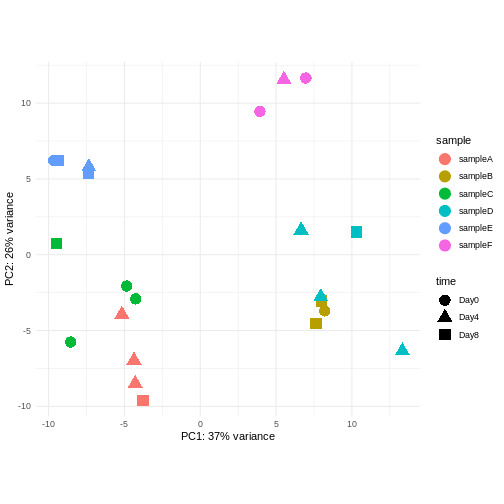 10
5
0
-5
-10
-10
-5
0
5
10
PC1: 37% variance
PC2: 26% variance
sample
sampleA
sampleB
sampleC
sampleD
sampleE
sampleF
time
Day0
Day4
Day8